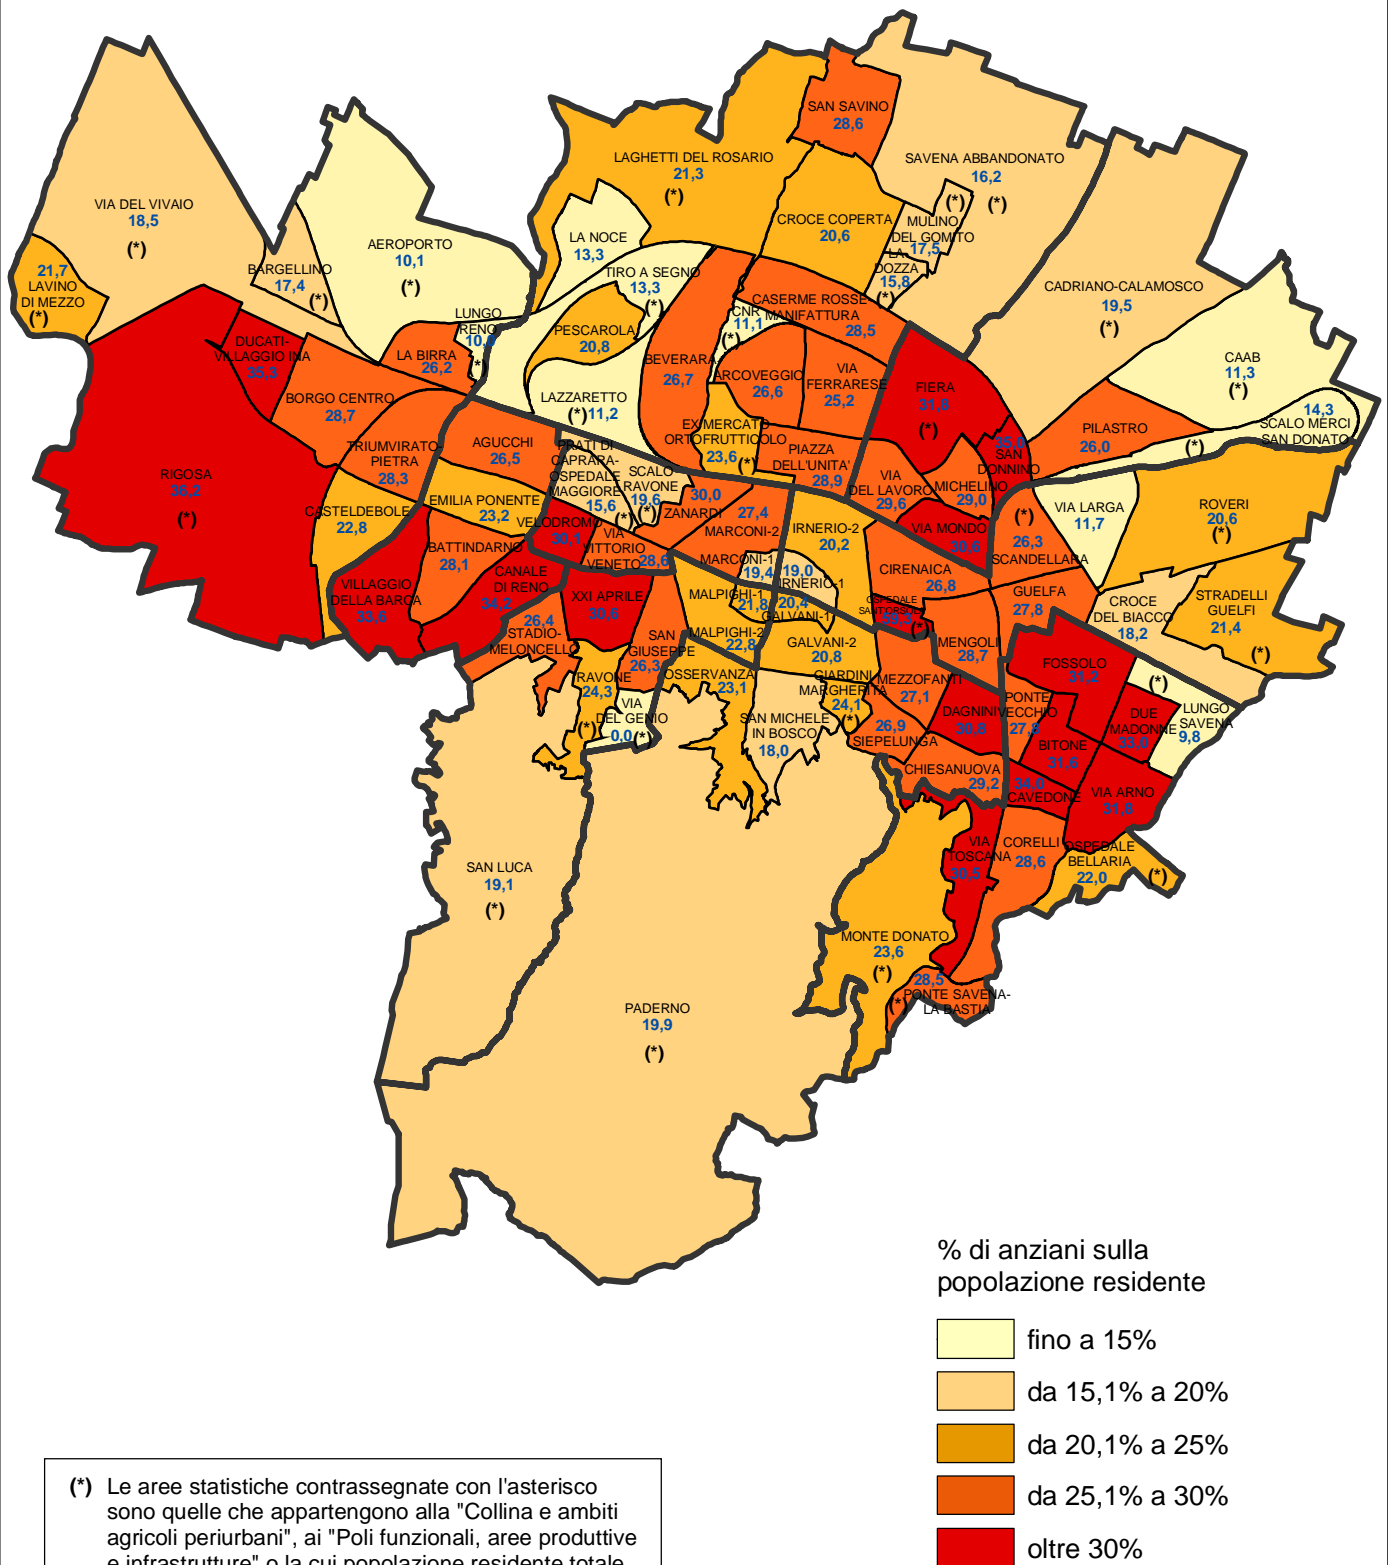 SAN SAVINO
28,6
LAGHETTI DEL ROSARIO
21,3
(*)
SAVENA ABBANDONATO
16,2
(*)
(*)
VIA DEL VIVAIO
18,5
(*)
CROCE COPERTA
20,6
MULINO
DEL GOMITO
17,5
LA NOCE
13,3
AEROPORTO
10,1
(*)
LA
DOZZA
15,8
(*)
21,7
LAVINO
DI MEZZO
(*)
BARGELLINO
17,4
(*)
TIRO A SEGNO
13,3
(*)
CADRIANO-CALAMOSCO
19,5
(*)
CASERME ROSSE
MANIFATTURA
28,5
CNR
11,1
(*)
LUNGO
RENO
(*)
PESCAROLA
20,8
DUCATI-
VILLAGGIO INA
35,3
LA BIRRA
26,2
BEVERARA
26,7
ARCOVEGGIO
26,6
VIA
FERRARESE
25,2
CAAB
11,3
(*)
FIERA
31,8
(*)
BORGO CENTRO
28,7
LAZZARETTO
(*) 11,2
14,3
SCALO MERCI
SAN DONATO
(*)
PILASTRO
26,0
EX MERCATO
ORTOFRUTTICOLO
23,6 (*)
TRIUMVIRATO-
PIETRA
28,3
AGUCCHI
26,5
PRATI DI
CAPRARA-
OSPEDALE
MAGGIORE
15,6
(*)
PIAZZA
DELL'UNITA'
28,9
35,0
SAN
DONNINO
RIGOSA
36,2
(*)
SCALO
RAVONE
19,6
(*)
VIA
DEL LAVORO
29,6
MICHELINO
29,0
30,0
ZANARDI
EMILIA PONENTE
23,2
CASTELDEBOLE
22,8
27,4
MARCONI-2
VIA LARGA
11,7
ROVERI
20,6
(*)
VELODROMO
30,1
IRNERIO-2
20,2
VIA MONDO
30,6
(*)
26,3
SCANDELLARA
BATTINDARNO
28,1
VIA
VITTORIO
VENETO
28,6
MARCONI-1
19,4
19,0
IRNERIO-1
CIRENAICA
26,8
CANALE
DI RENO
34,2
VILLAGGIO
DELLA BARCA
33,6
XXI APRILE
30,6
MALPIGHI-1
21,8
20,4
GALVANI-1
OSPEDALE
SANT'ORSOLA
(*)
GUELFA
27,8
CROCE
DEL BIACCO
18,2
STRADELLI
GUELFI
21,4
(*)
26,4
STADIO-
MELONCELLO
SAN
GIUSEPPE
26,3
MALPIGHI-2
22,8
GALVANI-2
20,8
MENGOLI
28,7
FOSSOLO
31,2
RAVONE
24,3
(*)
OSSERVANZA
23,1
GIARDINI
MARGHERITA
24,1
(*)
MEZZOFANTI
27,1
(*)
VIA
DEL GENIO
0,0 (*)
SAN MICHELE
IN BOSCO
18,0
26,9
SIEPELUNGA
DAGNINI
30,8
PONTE
VECCHIO
27,8
DUE
MADONNE
33,0
LUNGO
SAVENA
9,8
BITONE
31,6
CHIESANUOVA
29,2
34,0
CAVEDONE
VIA ARNO
31,8
SAN LUCA
19,1
(*)
VIA
TOSCANA
30,5
CORELLI
28,6
OSPEDALE
BELLARIA
22,0
(*)
MONTE DONATO
23,6
(*)
28,5
PONTE SAVENA-
LA BASTIA
(*)
PADERNO
19,9
(*)
% di anziani sulla
popolazione residente
fino a 15%
da 15,1% a 20%
da 20,1% a 25%
da 25,1% a 30%
oltre 30%
(*) Le aree statistiche contrassegnate con l'asterisco
sono quelle che appartengono alla "Collina e ambiti
agricoli periurbani", ai "Poli funzionali, aree produttive
e infrastrutture" o la cui popolazione residente totale